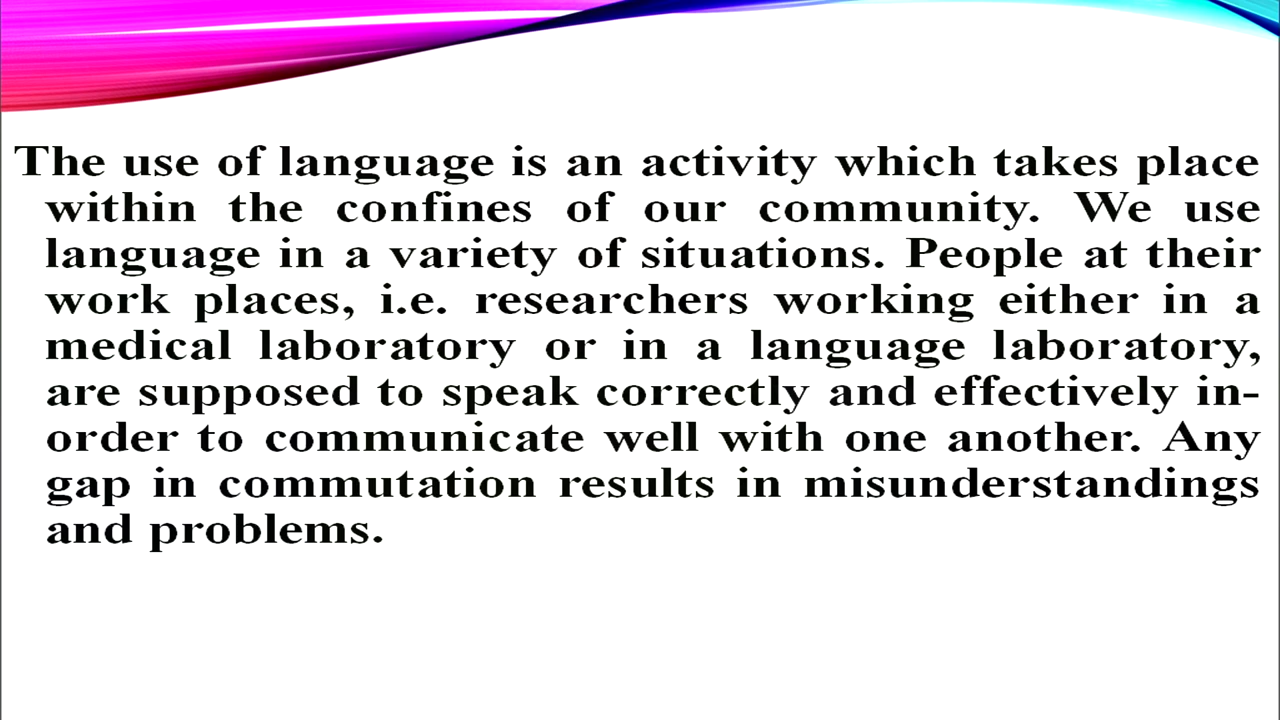 The use of language is an activity which takes place
within the confines of our community. We use
language in a variety of situations. People at their
work places, i.e. researchers working either in a
medical laboratory or in a language laboratory,
are supposed to speak correctly and effectively in-
order to communicate well with one another. Any
gap in commutation results in misunderstandings
and problems.